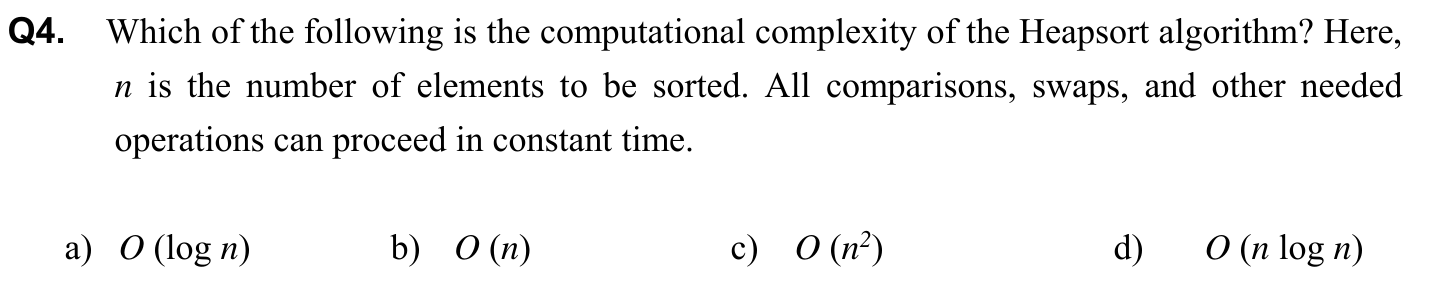 Q4. Which of the following is the computational complexity of the Heapsort algorithm? Here,
n is the number of elements to be sorted. All comparisons, swaps, and other needed
operations can proceed in constant time.
a) O (log n) b) O (n) c) O (n²) d) O (n log n)